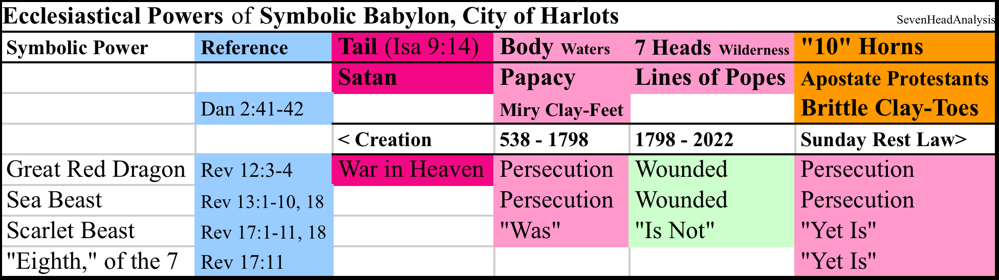 Ecclesiastical Powers of Symbolic Babylon, City of Harlots SevenHeadAnalysis
Symbolic Power Reference Tail (Isa 9:14) Body Waters 7 Heads Wilderness "10" Horns
Satan Papacy Lines of Popes Apostate Protestants
Dan 2:41-42 Miry Clay-Feet Brittle Clay-Toes
< Creation 538 - 1798 1798 - 2022 Sunday Rest Law>
Great Red Dragon Rev 12:3-4 War in Heaven Persecution Wounded Persecution
Sea Beast Rev 13:1-10, 18 Persecution Wounded Persecution
Scarlet Beast Rev 17:1-11, 18 "Was" "Is Not" "Yet Is"
"Eighth," of the 7 Rev 17:11 "Yet Is"